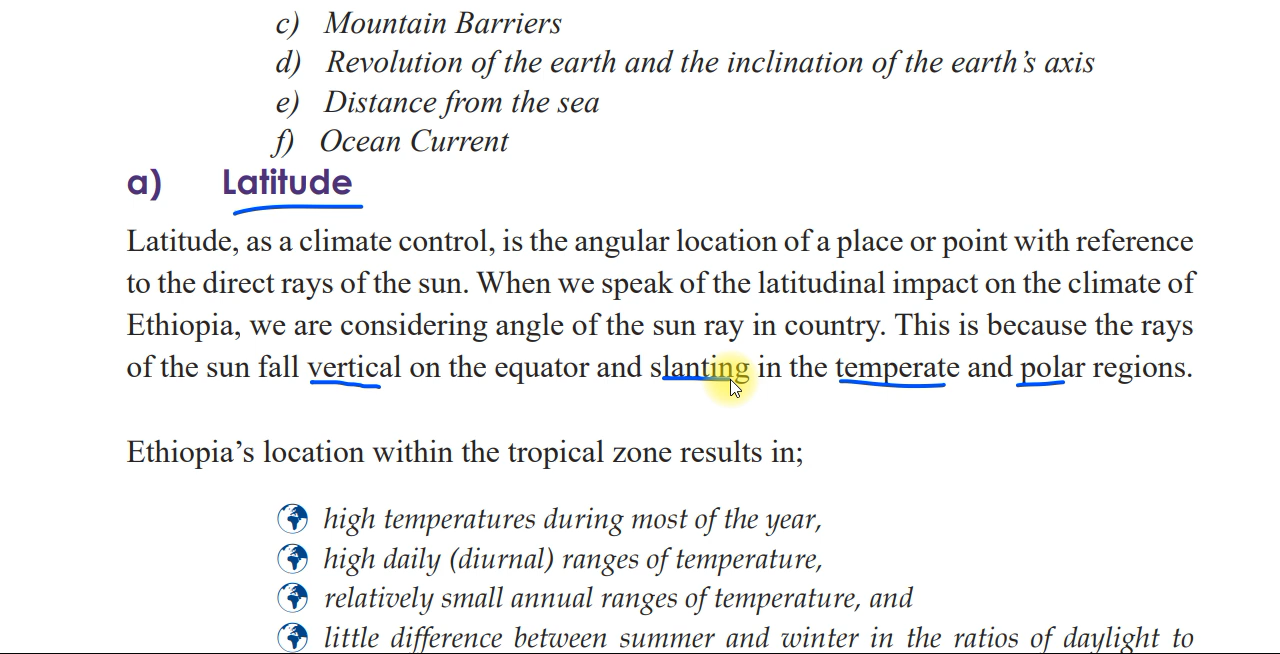 c) Mountain Barriers
d) Revolution of the earth and the inclination of the earth’s axis
e) Distance from the sea
f) Ocean Current
a) Latitude
Latitude, as a climate control, is the angular location of a place or point with reference
to the direct rays of the sun. When we speak of the latitudinal impact on the climate of
Ethiopia, we are considering angle of the sun ray in country. This is because the rays
of the sun fall vertical on the equator and slanting in the temperate and polar regions.
Ethiopia’s location within the tropical zone results in;
high temperatures during most of the year,
high daily (diurnal) ranges of temperature,
relatively small annual ranges of temperature, and
little difference between summer and winter in the ratios of daylight to